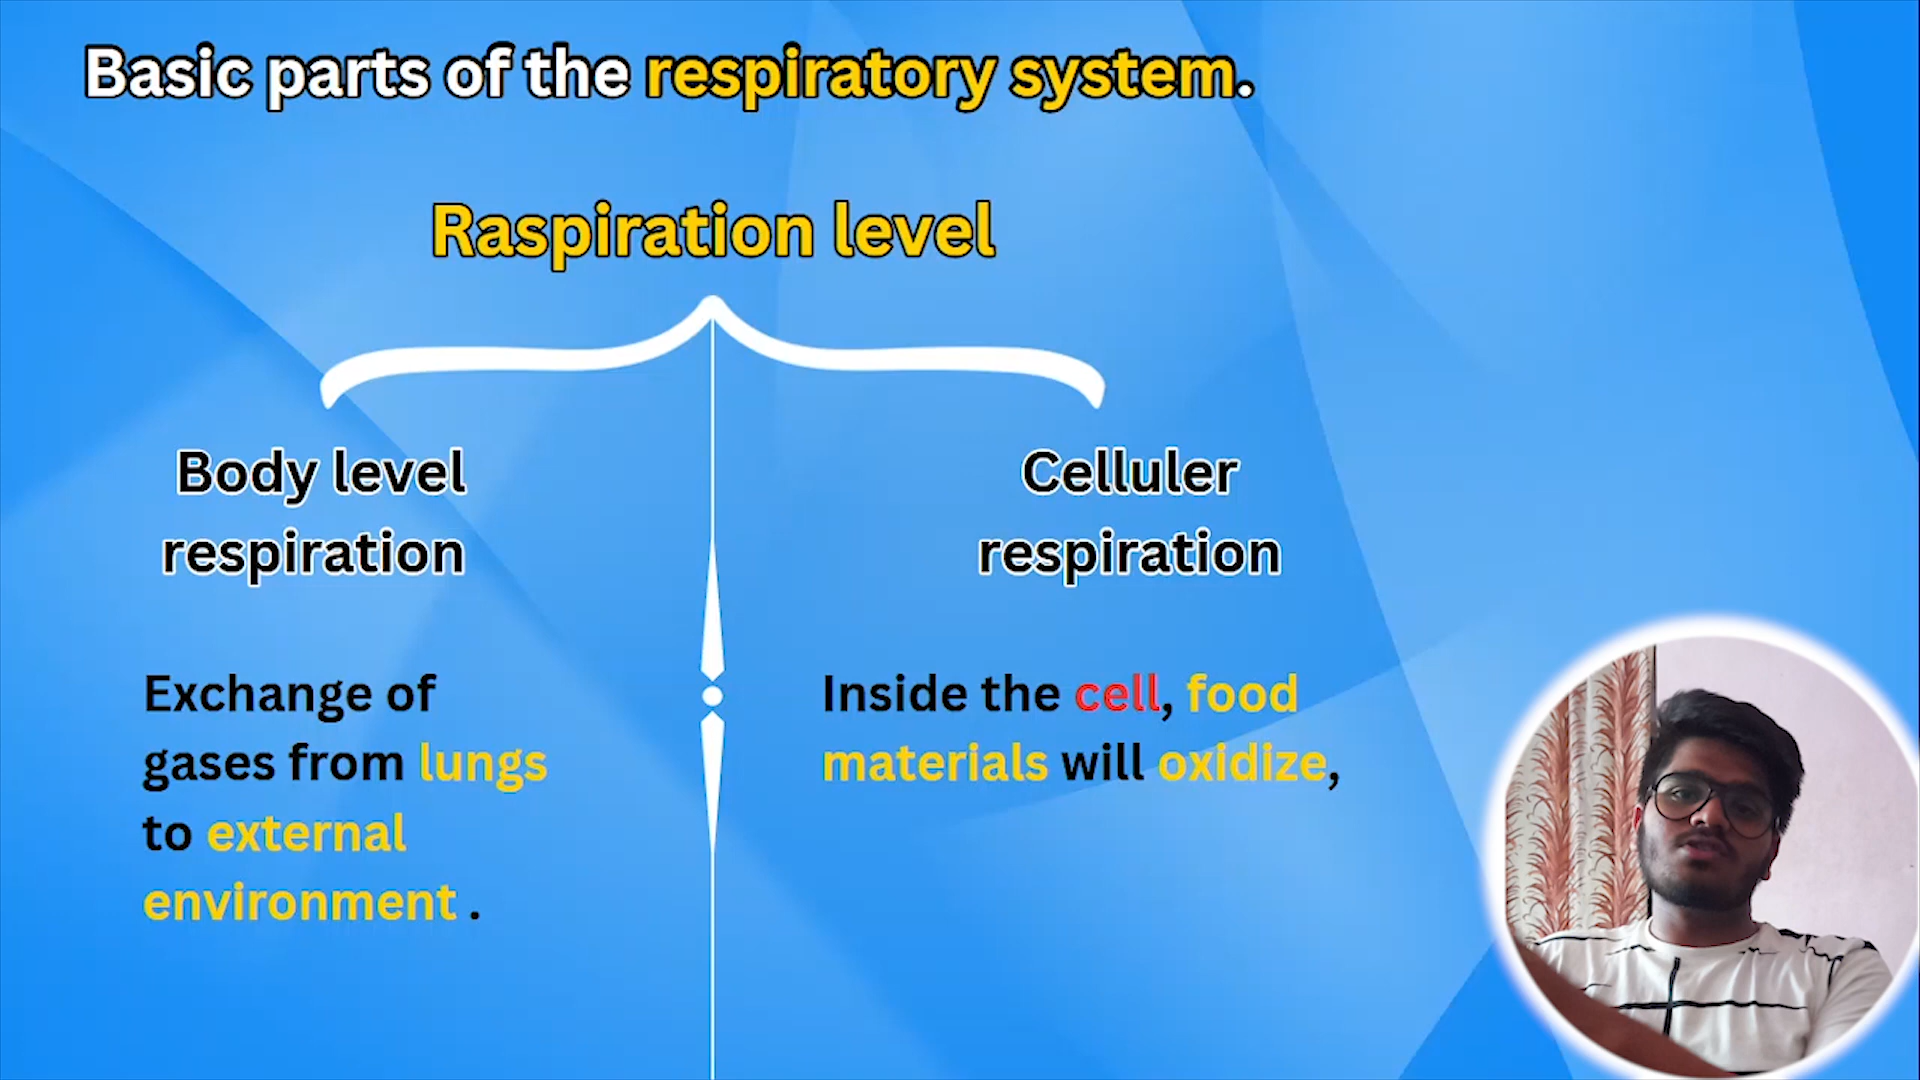 Basic parts of the respiratory system.
Raspiration level
Body level
respiration
Exchange of
gases from lungs
to external
environment .
Celluler
respiration
Inside the cell, food
materials will oxidize,